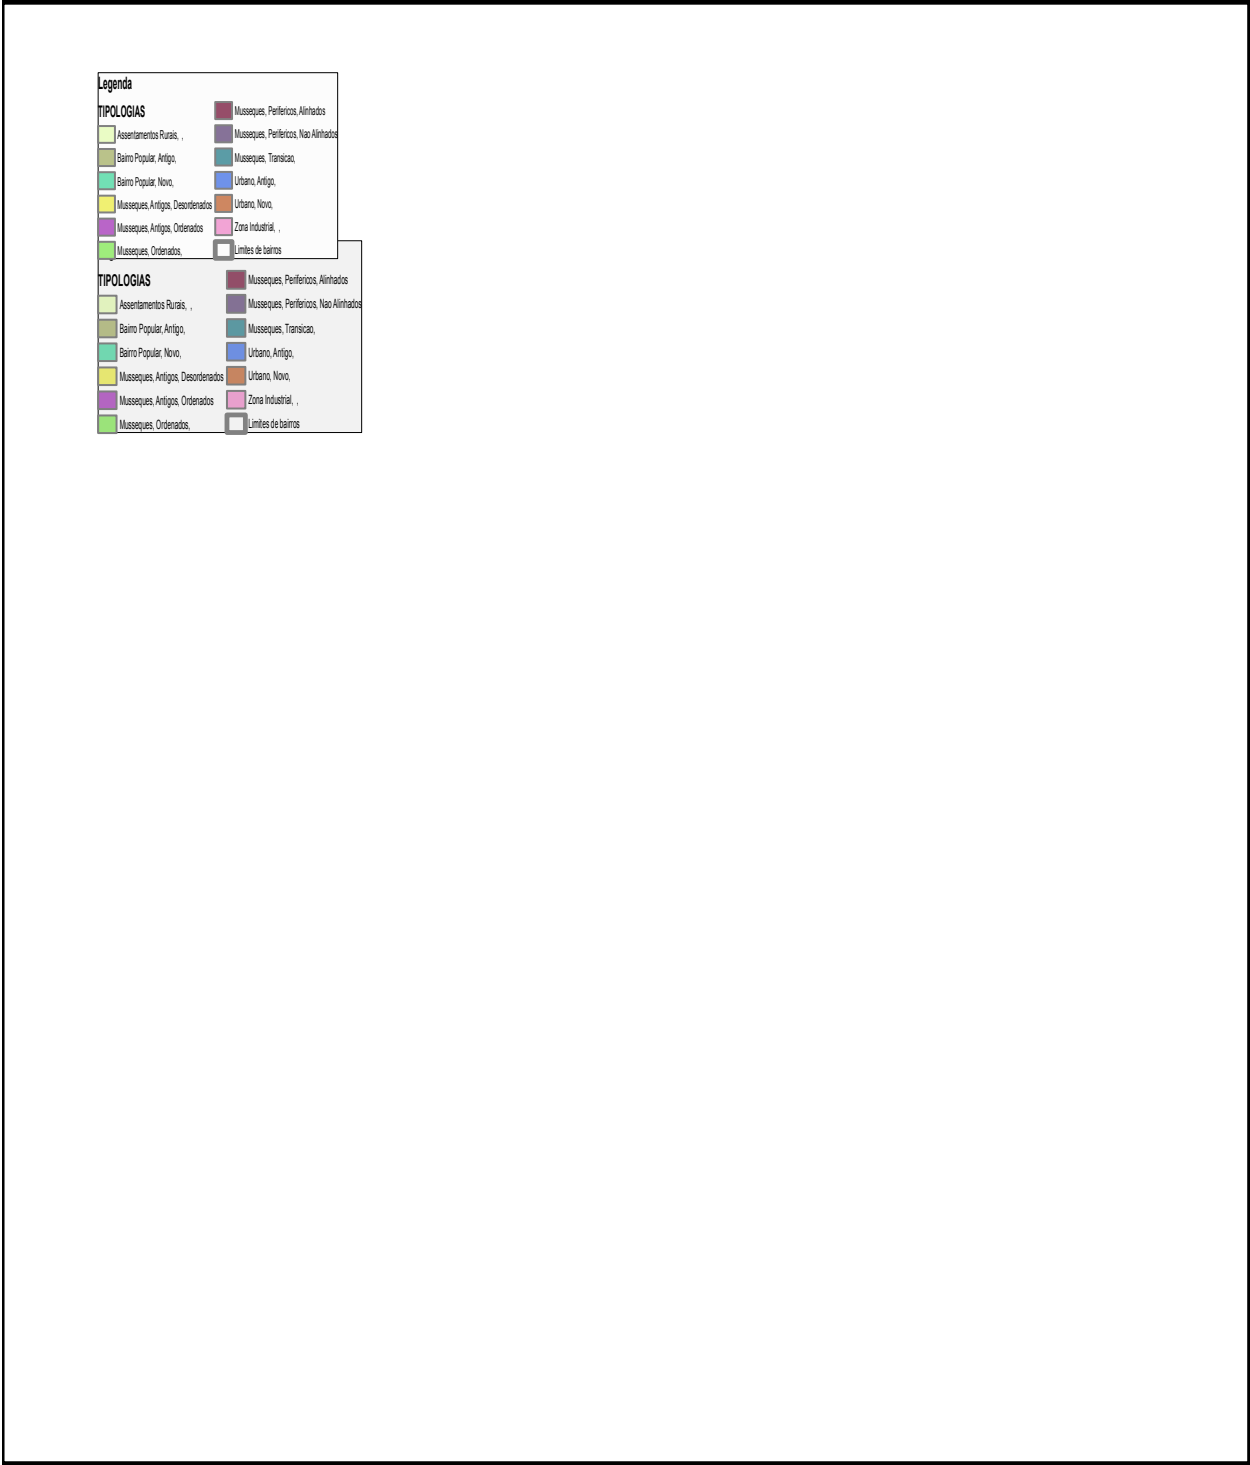 Legenda
TIPOLOGIAS
Assentamentos Rurais, ,
Bairro Popular, Antigo,
Bairro Popular, Novo,
Musseques, Antigos, Desordenados
Musseques, Antigos, Ordenados
Musseques, Ordenados,
Musseques, Perifericos, Alinhados
Musseques, Perifericos, Nao Alinhados
Musseques, Transicao,
Urbano, Antigo,
Urbano, Novo,
Zona Industrial, ,
Limites de bairros
TIPOLOGIAS
Assentamentos Rurais, ,
Bairro Popular, Antigo,
Bairro Popular, Novo,
Musseques, Antigos, Desordenados
Musseques, Antigos, Ordenados
Musseques, Ordenados,
Musseques, Perifericos, Alinhados
Musseques, Perifericos, Nao Alinhados
Musseques, Transicao,
Urbano, Antigo,
Urbano, Novo,
Zona Industrial, ,
Limites de bairros